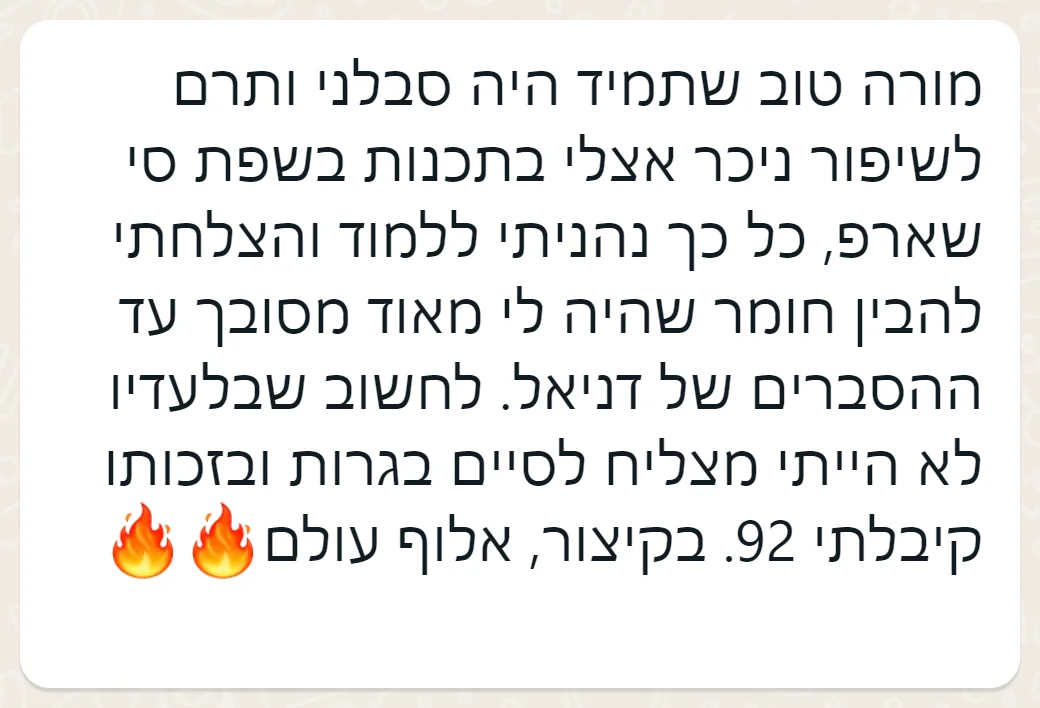 מורה טוב שתמיד היה סבלני ותרם
לשיפור ניכר אצלי בתכנות בשפת סי
שארפ, כל כך נהניתי ללמוד והצלחתי
להבין חומר שהיה לי מאוד מסובך עד
ההסברים של דניאל. לחשוב שבלעדיו
לא הייתי מצליח לסיים בגרות ובזכותו
קיבלתי 92. בקיצור, אלוף עולם🔥🔥